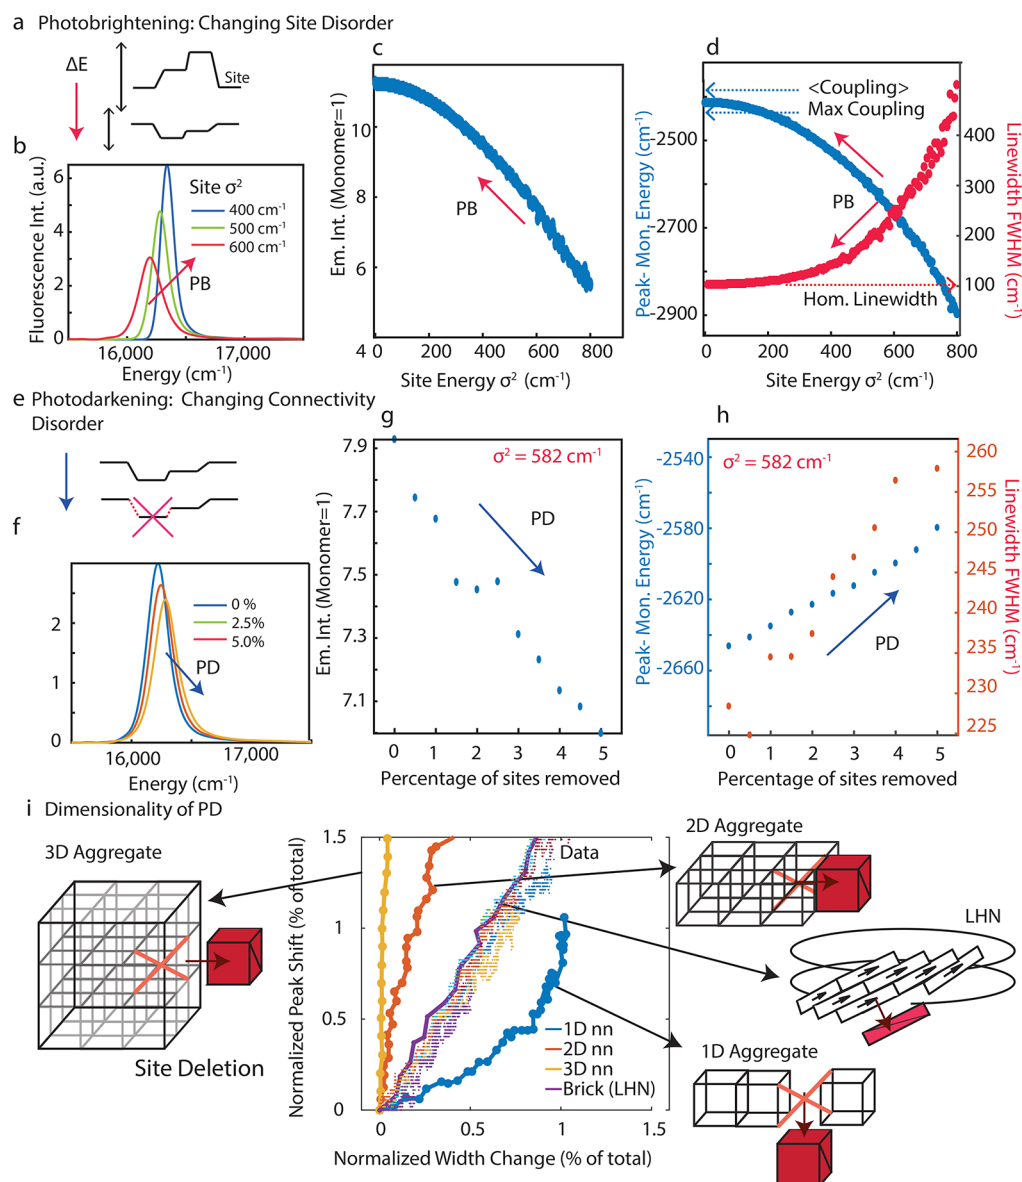 a Photobrightening: Changing Site Disorder
ΔE
Site
b
Fluorescence Int. (a.u.)
6
4
2
0
Site σ²
400 cm⁻¹
500 cm⁻¹
600 cm⁻¹
PB
16,000 17,000
Energy (cm⁻¹)
c
Em. Int. (Monomer=1)
10
8
6
4
PB
0 200 400 600 800
Site Energy σ² (cm⁻¹)
d
Peak- Mon. Energy (cm⁻¹)
-2500
-2700
-2900
<Coupling>
Max Coupling
PB
Hom. Linewidth
400
300
200
100
Linewidth FWHM (cm⁻¹)
0 200 400 600 800
Site Energy σ² (cm⁻¹)
e Photodarkening: Changing Connectivity
Disorder
f
2
1
0
0 %
2.5%
5.0%
PD
16,000 17,000
Energy (cm⁻¹)
g
Em. Int. (Monomer=1)
7.9
7.7
7.5
7.3
7.1
σ² = 582 cm⁻¹
PD
0 1 2 3 4 5
Percentage of sites removed
h
Peak- Mon. Energy (cm⁻¹)
-2540
-2580
-2620
-2660
σ² = 582 cm⁻¹
PD
260
255
250
245
240
235
230
225
Linewidth FWHM (cm⁻¹)
0 1 2 3 4 5
Percentage of sites removed
i Dimensionality of PD
3D Aggregate
Site Deletion
Normalized Peak Shift (% of total)
1.5
1
0.5
0
Data
1D nn
2D nn
3D nn
Brick (LHN)
0 0.5 1 1.5
Normalized Width Change (% of total)
2D Aggregate
LHN
1D Aggregate